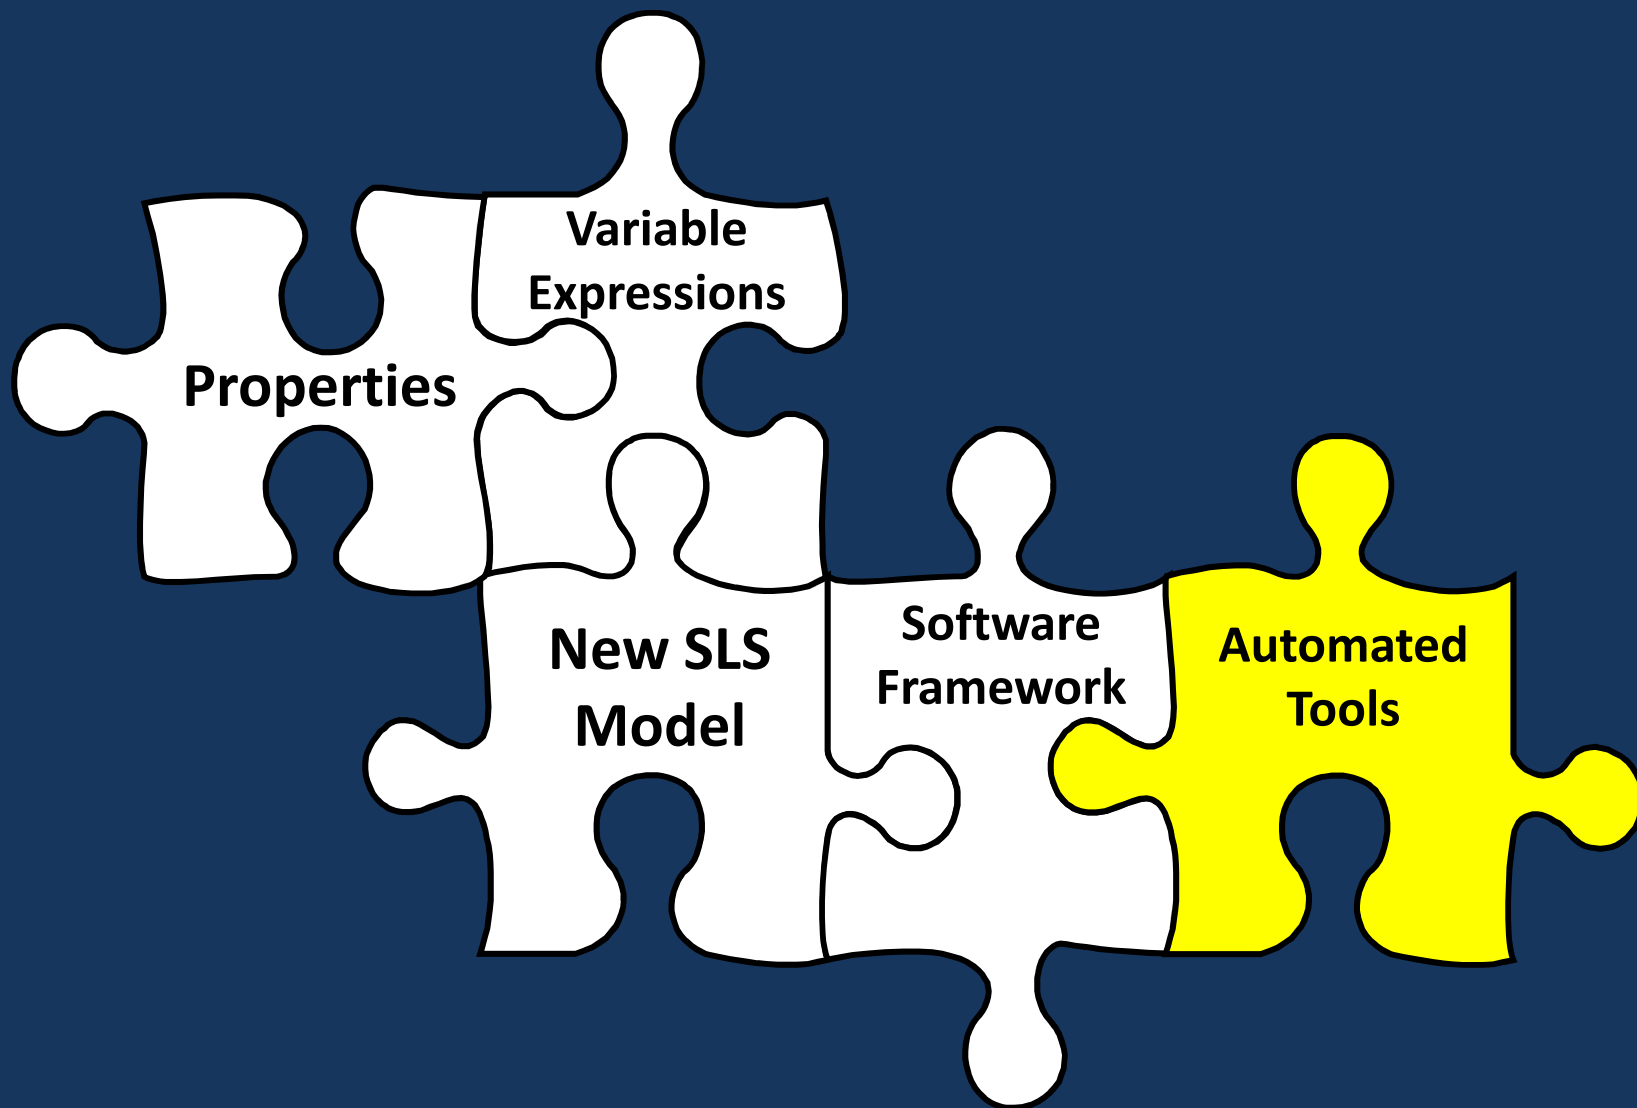 Variable
Expressions
Properties
New SLS
Model
Software
Framework
Automated
Tools